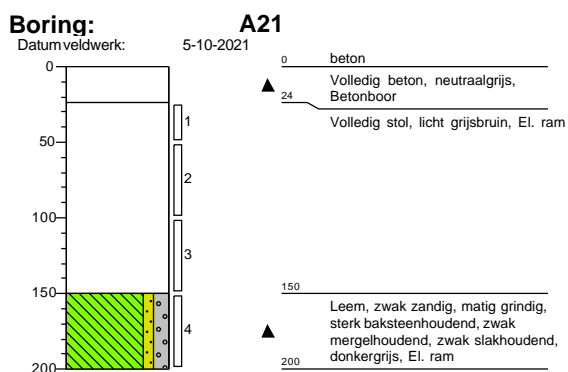 Boring: A21
Datum veldwerk: 5-10-2021
0
50
100
150
200
1
2
3
4
0 beton
Volledig beton, neutraalgrijs,
Betonboor
24
Volledig stol, licht grijsbruin, El. ram
150
Leem, zwak zandig, matig grindig,
sterk baksteenhoudend, zwak
mergelhoudend, zwak slakhoudend,
donkergrijs, El. ram
200